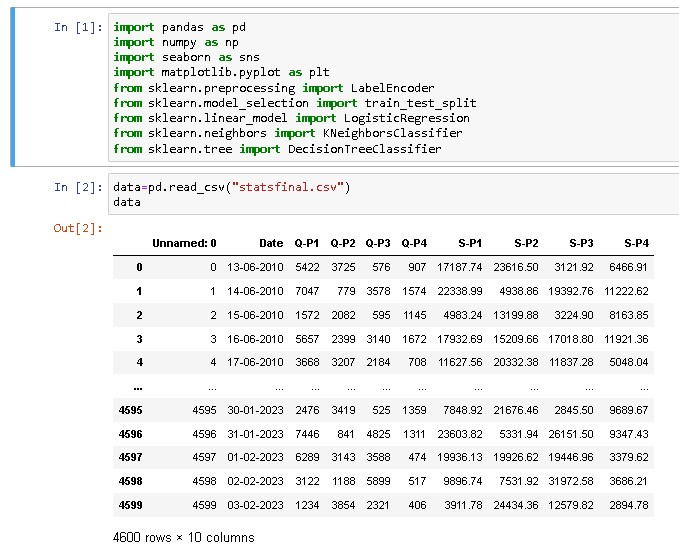 In [1]: import pandas as pd
import numpy as np
import seaborn as sns
import matplotlib.pyplot as plt
from sklearn.preprocessing import LabelEncoder
from sklearn.model_selection import train_test_split
from sklearn.linear_model import LogisticRegression
from sklearn.neighbors import KNeighborsClassifier
from sklearn.tree import DecisionTreeClassifier
In [2]: data=pd.read_csv("statsfinal.csv")
data
Out[2]:
Unnamed: 0 Date Q-P1 Q-P2 Q-P3 Q-P4 S-P1 S-P2 S-P3 S-P4
0 0 13-06-2010 5422 3725 576 907 17187.74 23616.50 3121.92 6466.91
1 1 14-06-2010 7047 779 3578 1574 22338.99 4938.86 19392.76 11222.62
2 2 15-06-2010 1572 2082 595 1145 4983.24 13199.88 3224.90 8163.85
3 3 16-06-2010 5657 2399 3140 1672 17932.69 15209.66 17018.80 11921.36
4 4 17-06-2010 3668 3207 2184 708 11627.56 20332.38 11837.28 5048.04
... ... ... ... ... ... ... ... ... ... ...
4595 4595 30-01-2023 2476 3419 525 1359 7848.92 21676.46 2845.50 9689.67
4596 4596 31-01-2023 7446 841 4825 1311 23603.82 5331.94 26151.50 9347.43
4597 4597 01-02-2023 6289 3143 3588 474 19936.13 19926.62 19446.96 3379.62
4598 4598 02-02-2023 3122 1188 5899 517 9896.74 7531.92 31972.58 3686.21
4599 4599 03-02-2023 1234 3854 2321 406 3911.78 24434.36 12579.82 2894.78
4600 rows × 10 columns